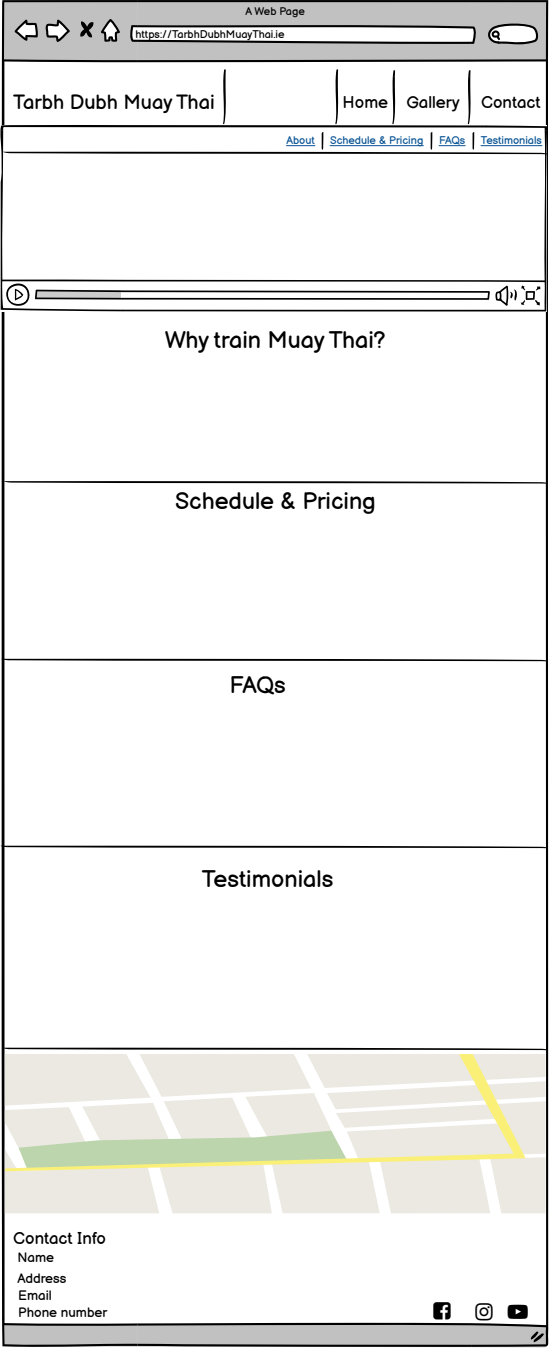 A Web Page
https://TarbhDubhMuayThai.ie
Tarbh Dubh Muay Thai Home Gallery Contact
About Schedule & Pricing FAQs Testimonials
Why train Muay Thai?
Schedule & Pricing
FAQs
Testimonials
Contact Info
Name
Address
Email
Phone number